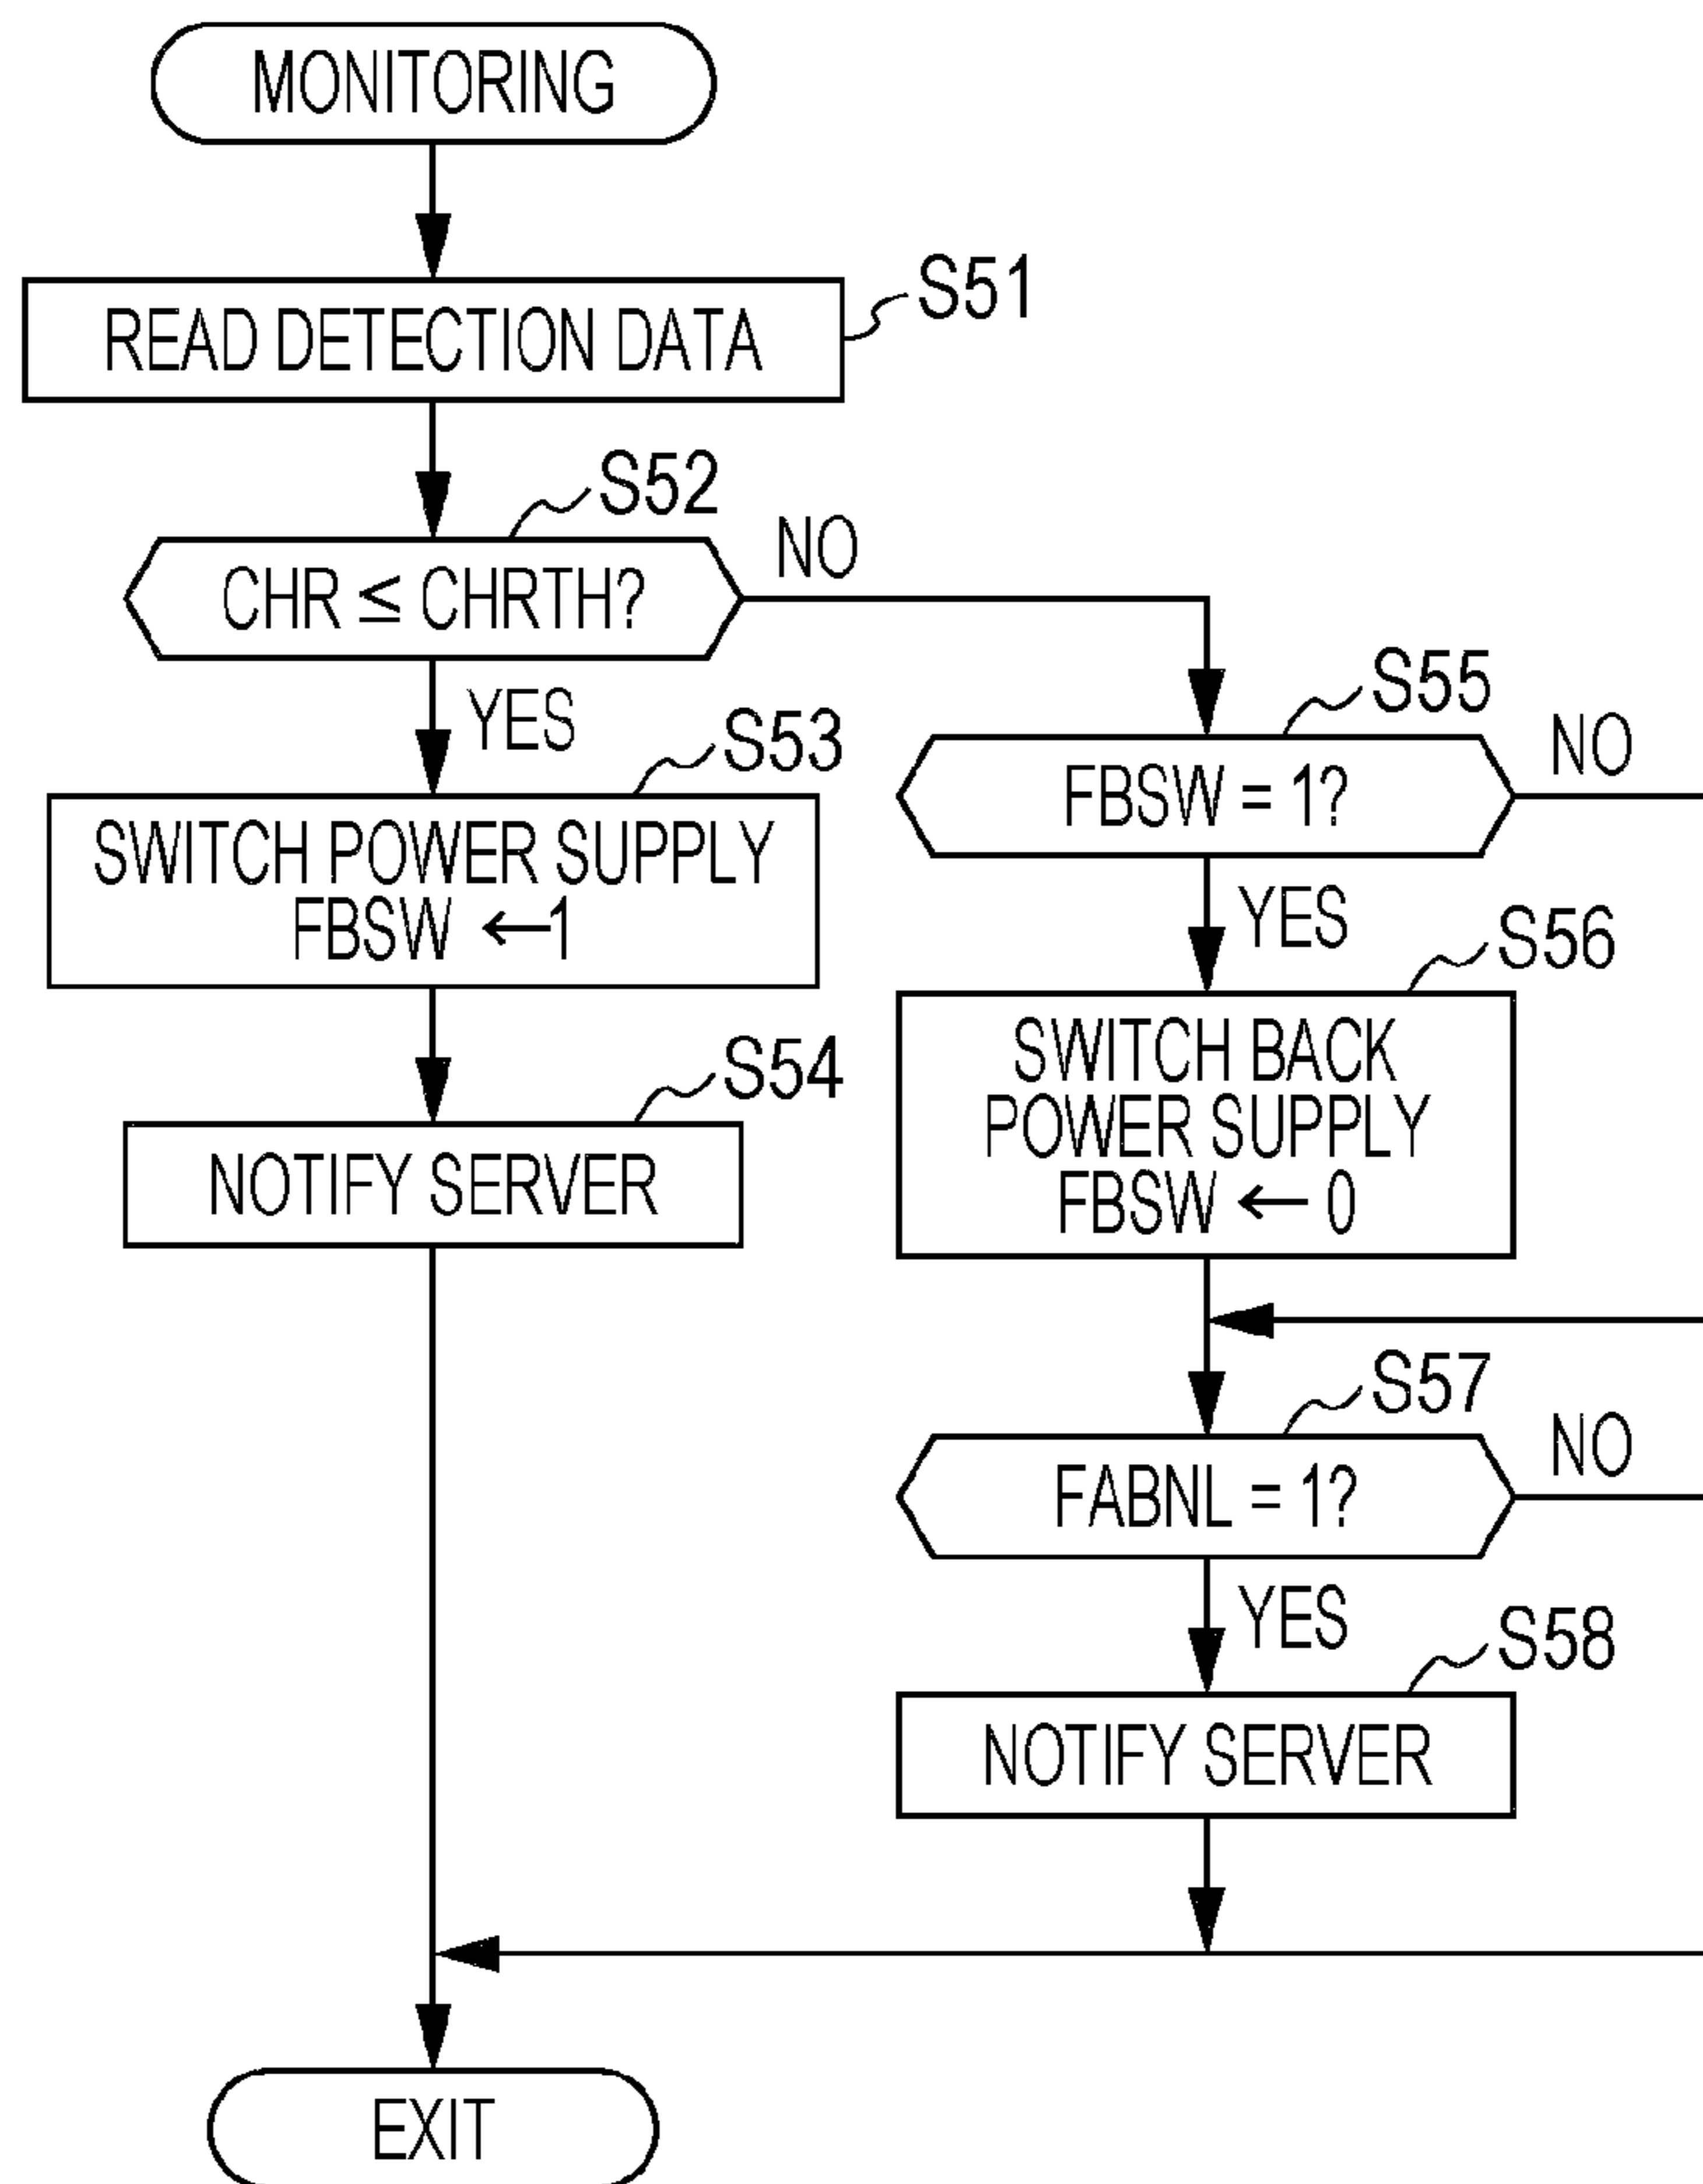 MONITORING
READ DETECTION DATA
S51
S52
CHR ≤ CHRTH?
NO
YES
S53
SWITCH POWER SUPPLY
FBSW ←1
S54
NOTIFY SERVER
S55
FBSW = 1?
NO
YES
S56
SWITCH BACK
POWER SUPPLY
FBSW ← 0
S57
FABNL = 1?
NO
YES
S58
NOTIFY SERVER
EXIT